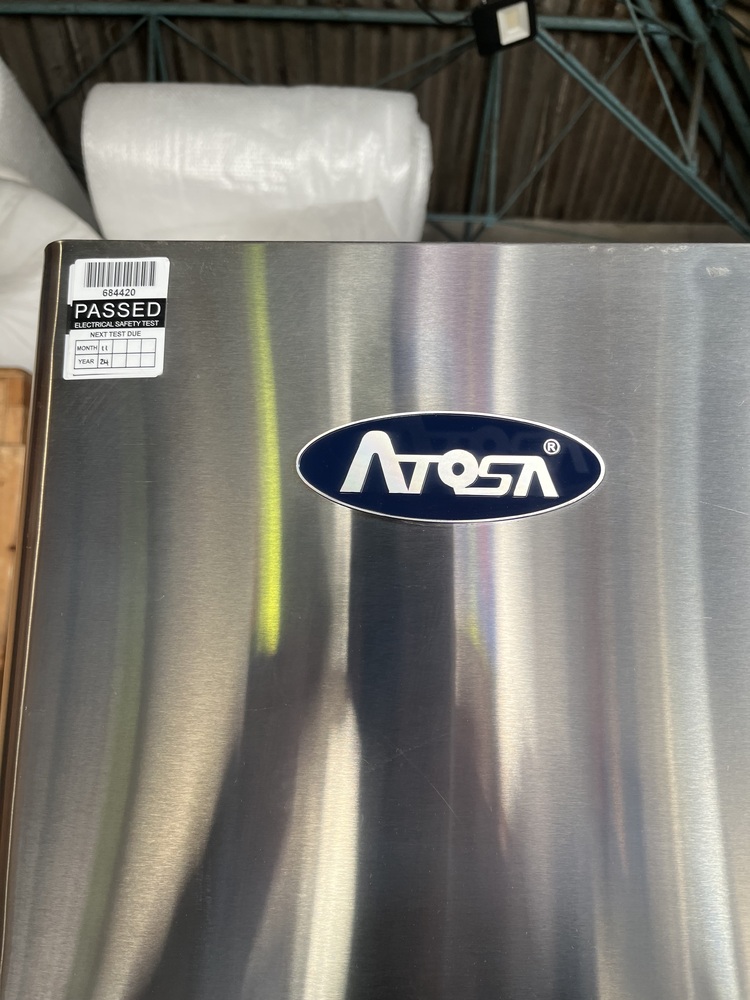 684420
PASSED
ELECTRICAL SAFETY TEST
NEXT TEST DUE
MONTH 11
YEAR 24
ATOSA®